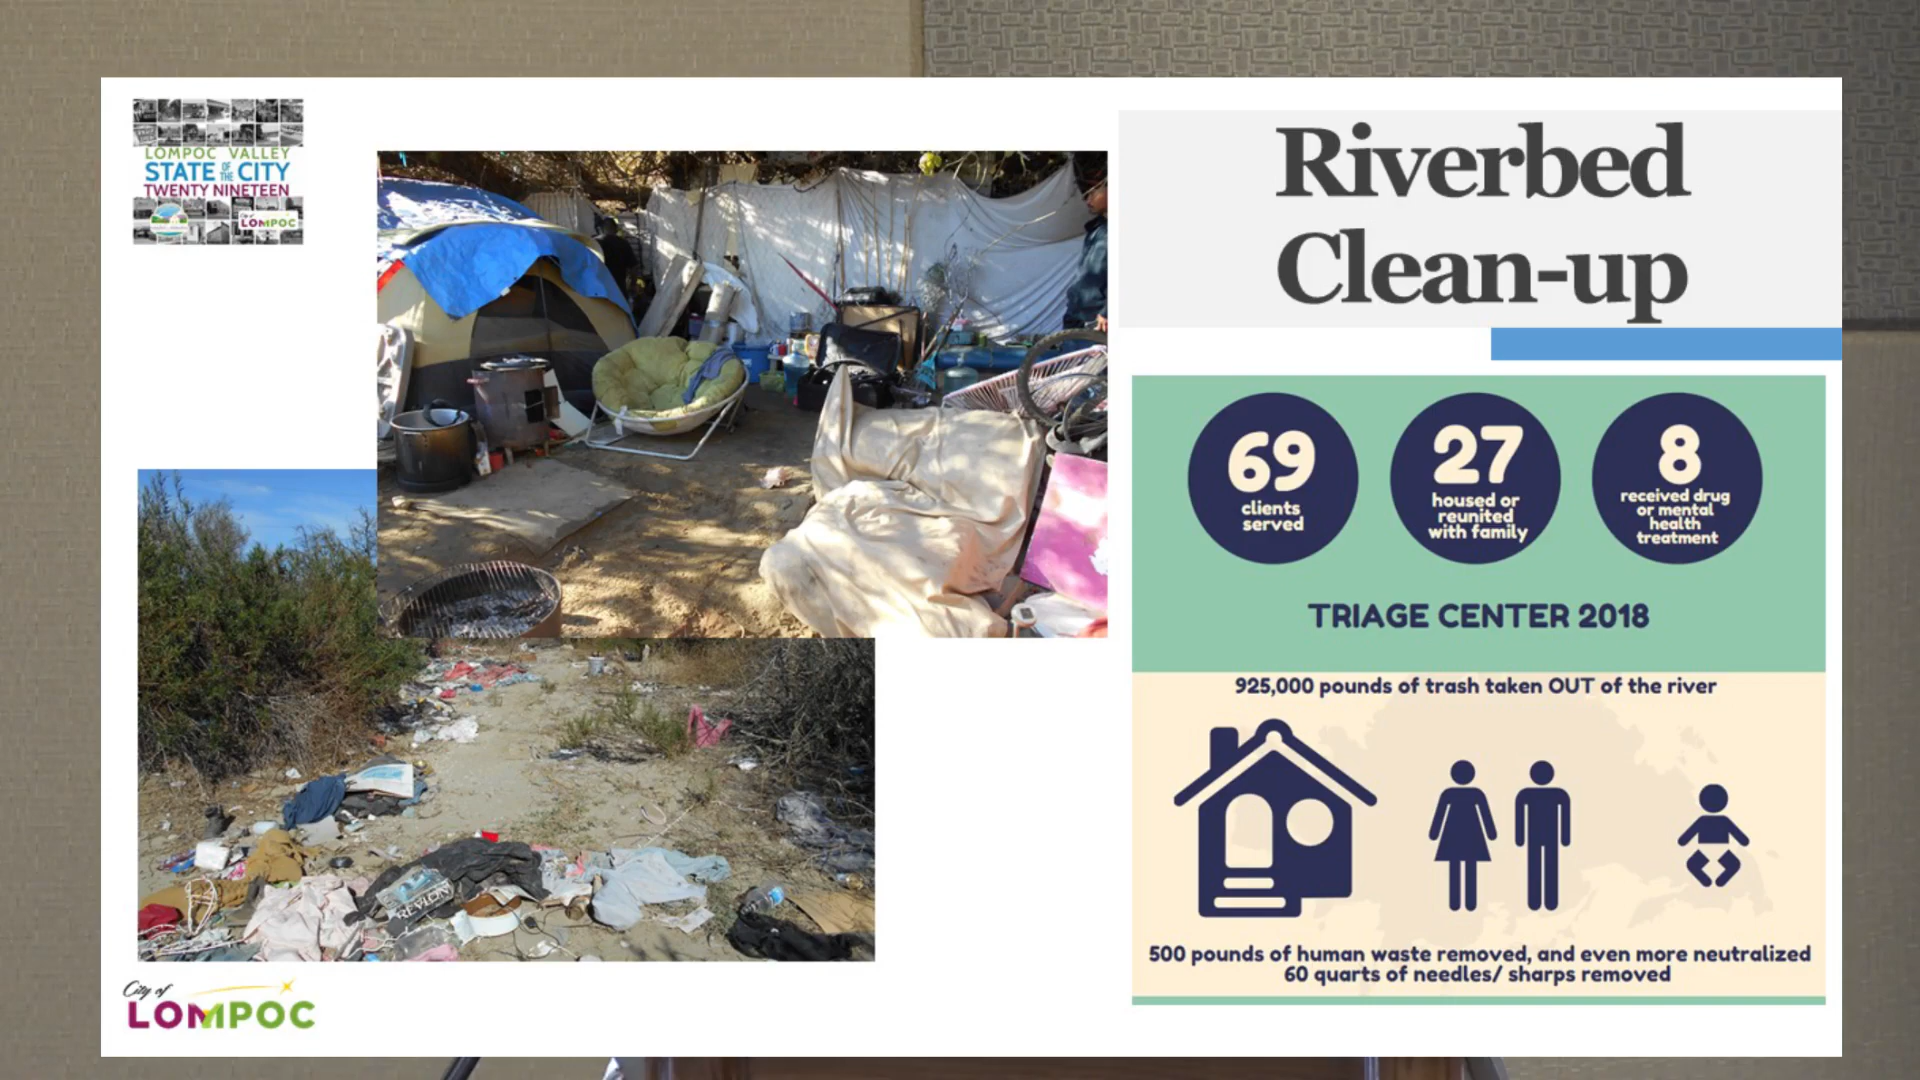 LOMPOC VALLEY
STATE OF THE CITY
TWENTY NINETEEN
City of
LOMPOC
Riverbed
Clean-up
69
clients
served
27
housed or
reunited
with family
8
received drug
or mental
health
treatment
TRIAGE CENTER 2018
925,000 pounds of trash taken OUT of the river
500 pounds of human waste removed, and even more neutralized
60 quarts of needles/ sharps removed
REVLON
City of
LOMPOC